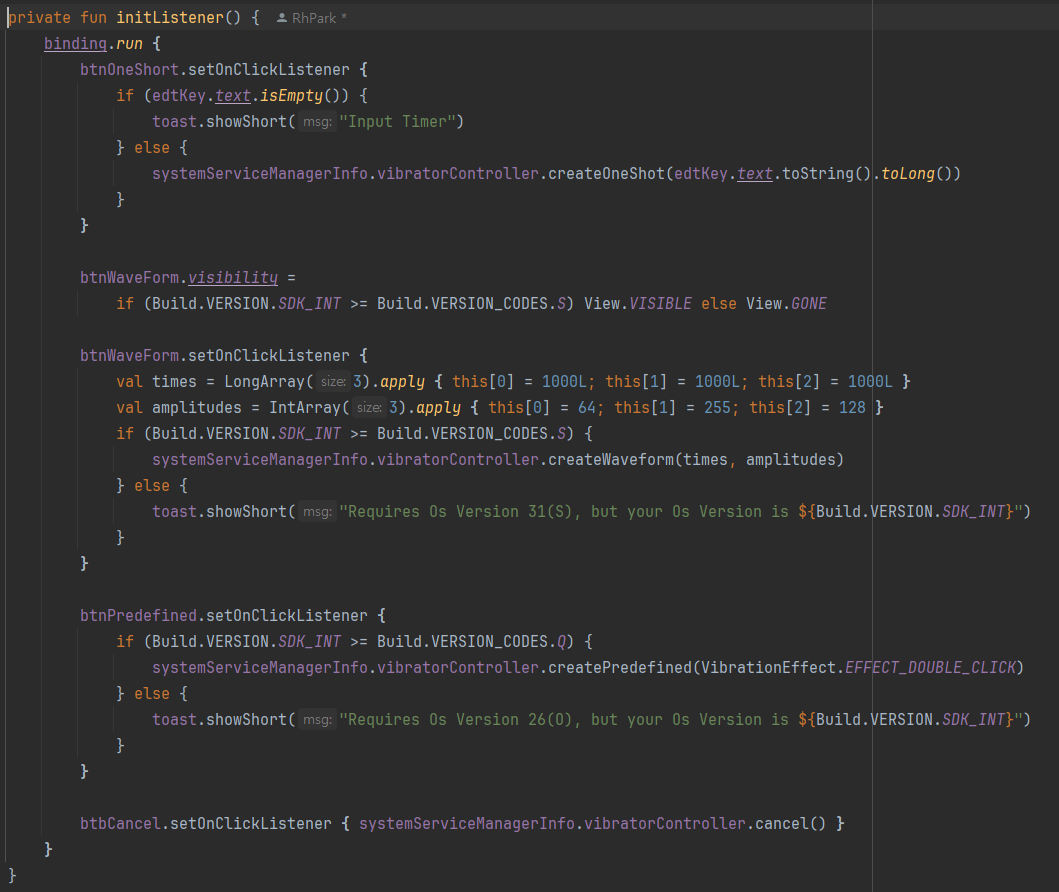 private fun initListener() { RhPark *
binding.run {
btnOneShort.setOnClickListener {
if (edtKey.text.isEmpty()) {
toast.showShort( msg: "Input Timer")
} else {
systemServiceManagerInfo.vibratorController.createOneShot(edtKey.text.toString().toLong())
}
}
btnWaveForm.visibility =
if (Build.VERSION.SDK_INT >= Build.VERSION_CODES.S) View.VISIBLE else View.GONE
btnWaveForm.setOnClickListener {
val times = LongArray( size: 3).apply { this[0] = 1000L; this[1] = 1000L; this[2] = 1000L }
val amplitudes = IntArray( size: 3).apply { this[0] = 64; this[1] = 255; this[2] = 128 }
if (Build.VERSION.SDK_INT >= Build.VERSION_CODES.S) {
systemServiceManagerInfo.vibratorController.createWaveform(times, amplitudes)
} else {
toast.showShort( msg: "Requires Os Version 31(S), but your Os Version is ${Build.VERSION.SDK_INT}")
}
}
btnPredefined.setOnClickListener {
if (Build.VERSION.SDK_INT >= Build.VERSION_CODES.Q) {
systemServiceManagerInfo.vibratorController.createPredefined(VibrationEffect.EFFECT_DOUBLE_CLICK)
} else {
toast.showShort( msg: "Requires Os Version 26(O), but your Os Version is ${Build.VERSION.SDK_INT}")
}
}
btbCancel.setOnClickListener { systemServiceManagerInfo.vibratorController.cancel() }
}
}